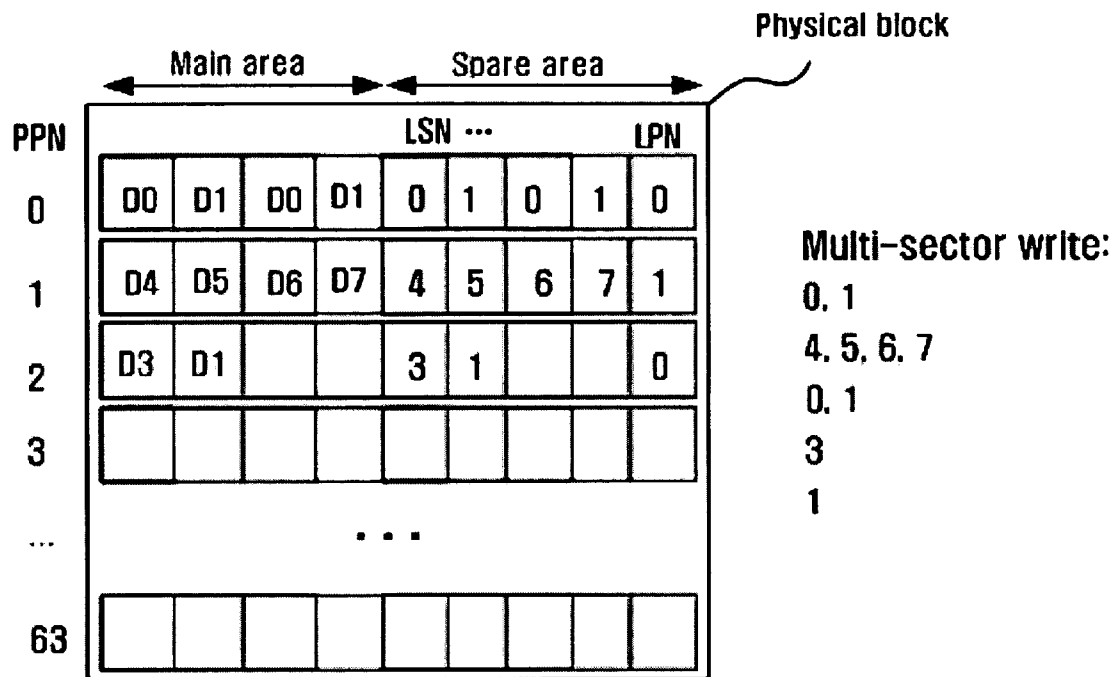 Physical block
Main area Spare area
PPN LSN ··· LPN
0 D0 D1 D0 D1 0 1 0 1 0
1 D4 D5 D6 D7 4 5 6 7 1
2 D3 D1 3 1 0
3
... ...
63
Multi-sector write:
0, 1
4, 5, 6, 7
0, 1
3
1